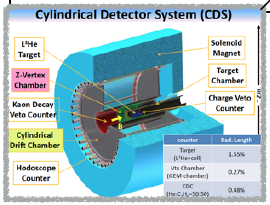 Cylindrical Detector System (CDS)
L³He
Target
Z-Vertex
Chamber
Kaon Decay
Veto Counter
Cylindrical
Drift Chamber
Hodoscope
Counter
Solenoid
Magnet
Target
Chamber
Charge Veto
Counter
counter Rad. Length
Target
(L³He+cell) 1.55%
Vtx Chamber
(GEM-chamber) 0.27%
CDC 0.48%